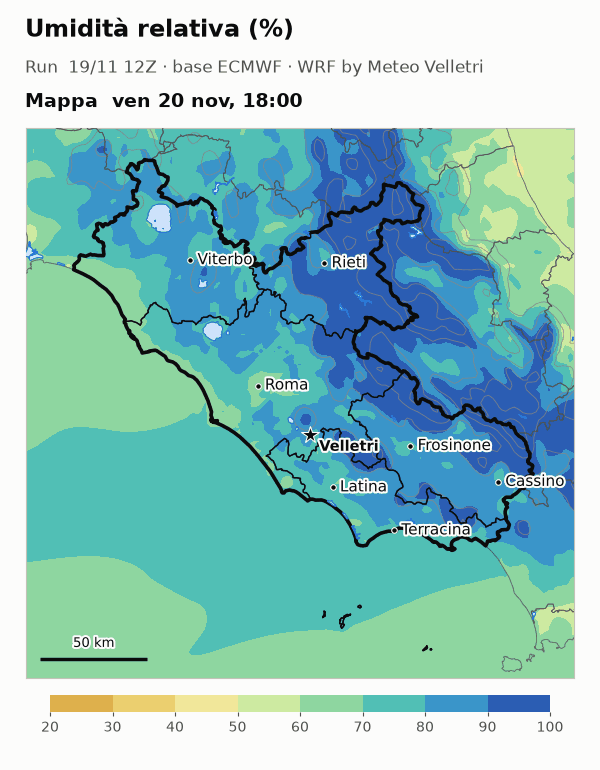 Umidità relativa (%)
Run  19/11 12Z · base ECMWF · WRF by Meteo Velletri
Mappa  ven 20 nov, 18:00
Viterbo
Rieti
Roma
Velletri
Frosinone
Cassino
Latina
Terracina
50 km
20 30 40 50 60 70 80 90 100